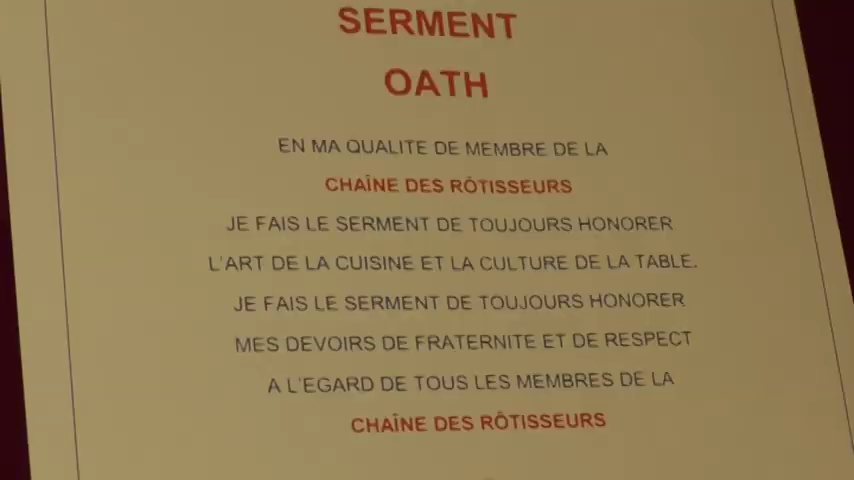 SERMENT
OATH
EN MA QUALITE DE MEMBRE DE LA
CHAÎNE DES RÔTISSEURS
JE FAIS LE SERMENT DE TOUJOURS HONORER
L'ART DE LA CUISINE ET LA CULTURE DE LA TABLE.
JE FAIS LE SERMENT DE TOUJOURS HONORER
MES DEVOIRS DE FRATERNITE ET DE RESPECT
A L'EGARD DE TOUS LES MEMBRES DE LA
CHAÎNE DES RÔTISSEURS